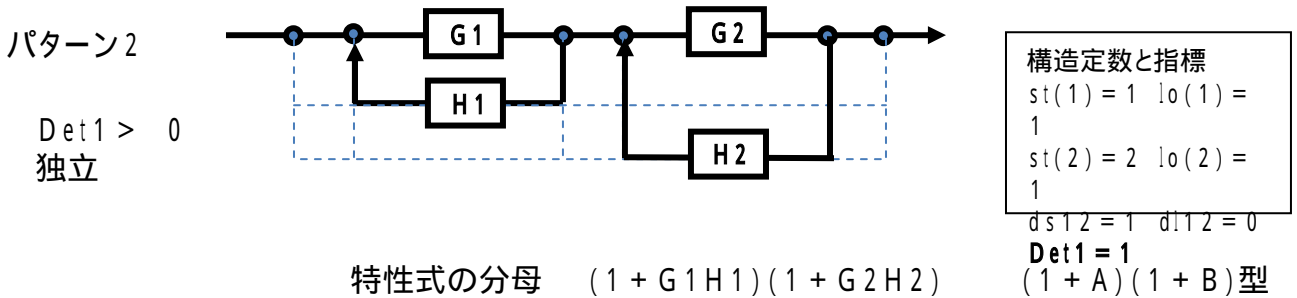 パターン2
G1
G2
H1
H2
Det1 > 0
独立
構造定数と指標
st(1)=1 lo(1)=
1
st(2)=2 lo(2)=
1
ds12=1 dl12=0
Det1=1
特性式の分母 (1+G1H1)(1+G2H2) (1+A)(1+B)型